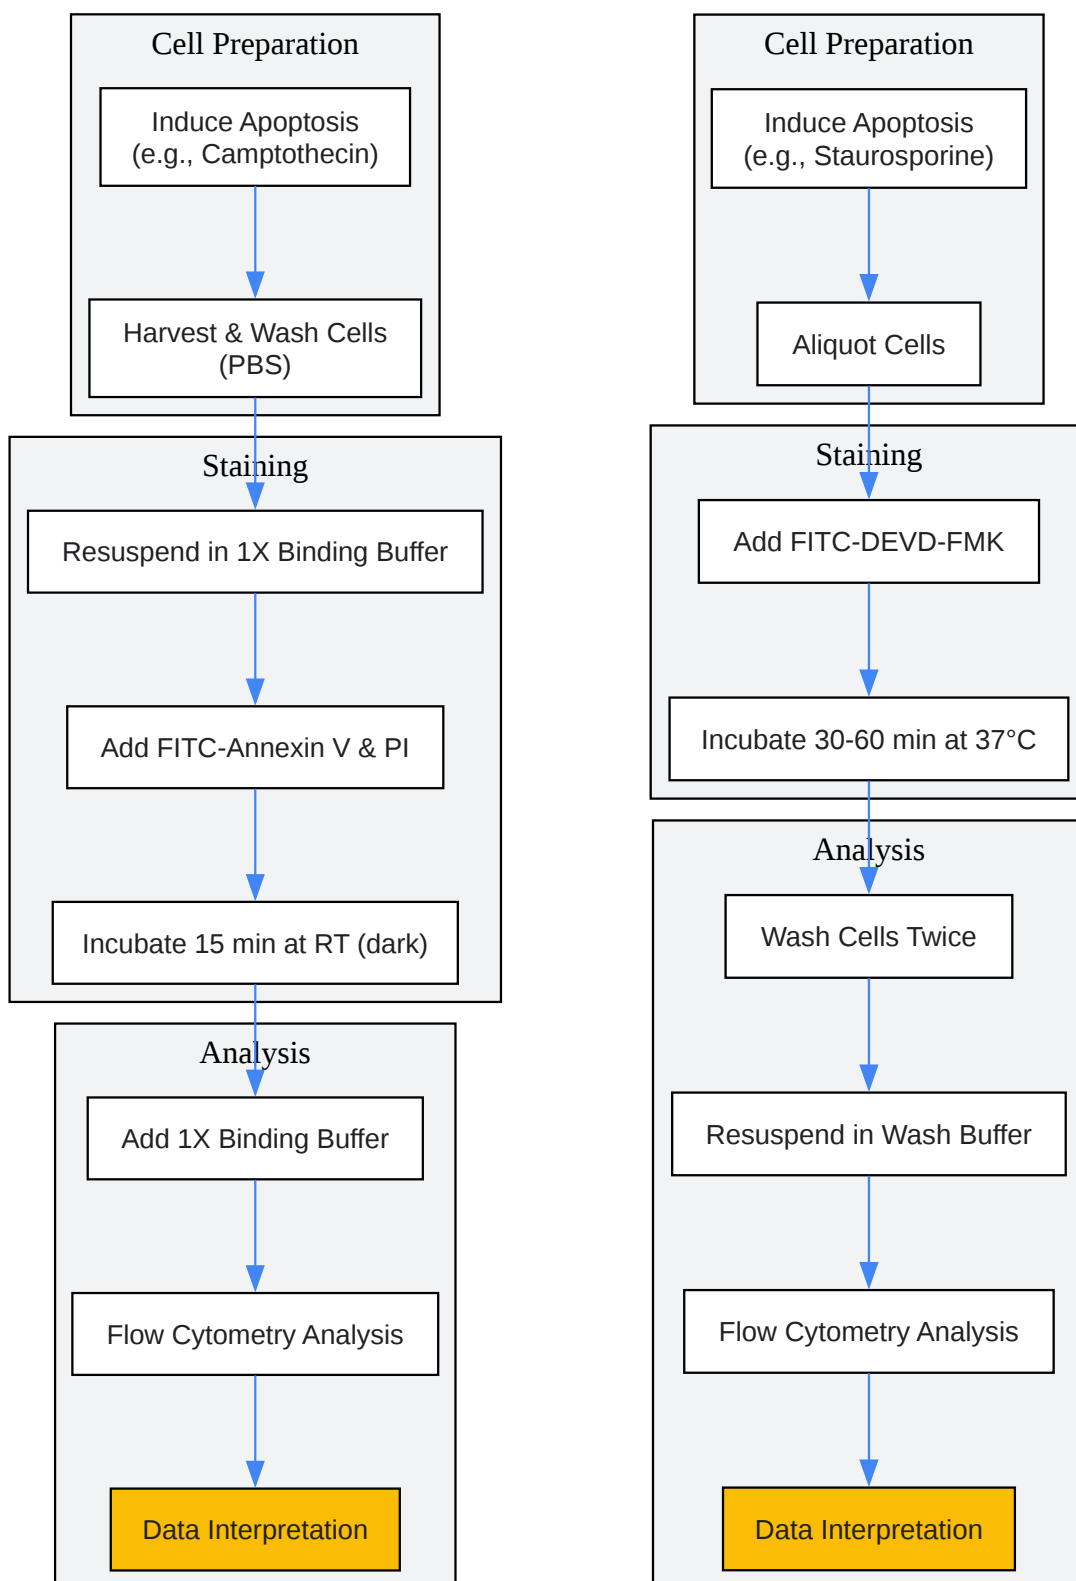 Cell Preparation
Induce Apoptosis
(e.g., Camptothecin)
Harvest & Wash Cells
(PBS)
Staining
Resuspend in 1X Binding Buffer
Add FITC-Annexin V & PI
Incubate 15 min at RT (dark)
Analysis
Add 1X Binding Buffer
Flow Cytometry Analysis
Data Interpretation
Cell Preparation
Induce Apoptosis
(e.g., Staurosporine)
Aliquot Cells
Staining
Add FITC-DEVD-FMK
Incubate 30-60 min at 37°C
Analysis
Wash Cells Twice
Resuspend in Wash Buffer
Flow Cytometry Analysis
Data Interpretation